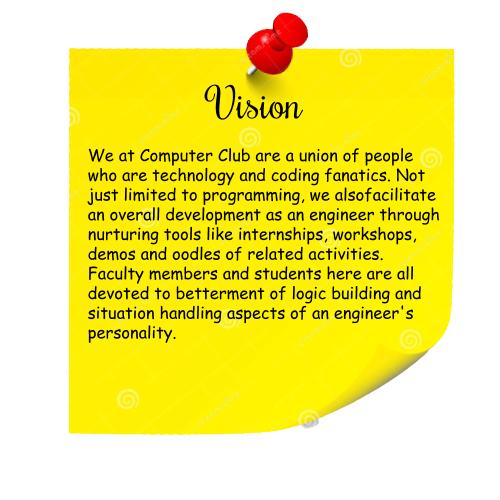 Vision
We at Computer Club are a union of people
who are technology and coding fanatics. Not
just limited to programming, we alsofacilitate
an overall development as an engineer through
nurturing tools like internships, workshops,
demos and oodles of related activities.
Faculty members and students here are all
devoted to betterment of logic building and
situation handling aspects of an engineer's
personality.